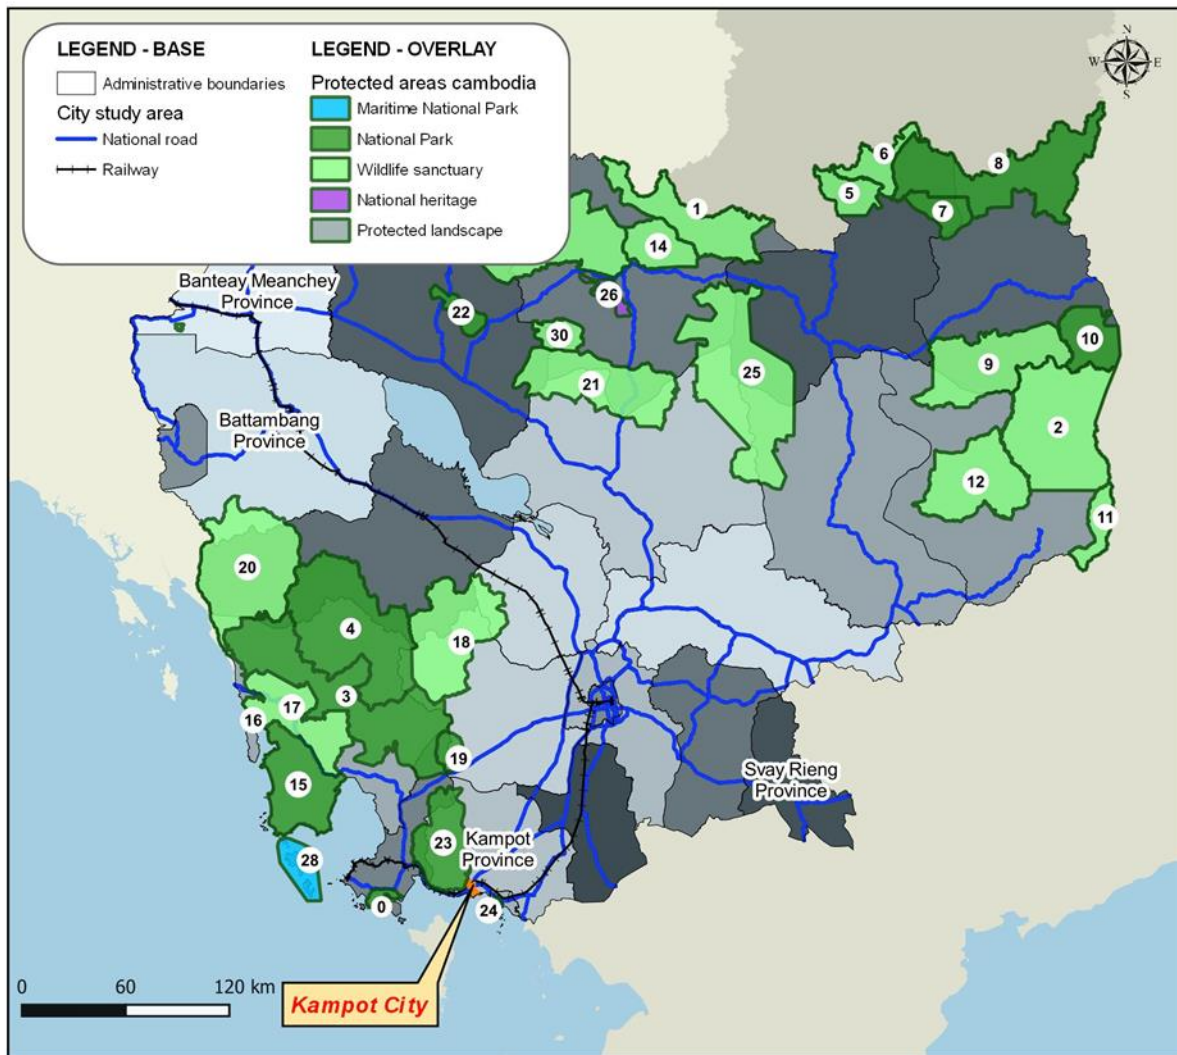 LEGEND - BASE
Administrative boundaries
City study area
National road
Railway
LEGEND - OVERLAY
Protected areas cambodia
Maritime National Park
National Park
Wildlife sanctuary
National heritage
Protected landscape
N
W E
S
6
8
5
7
1
14
Banteay Meanchey
Province
26
22
30
10
9
21
25
2
Battambang
Province
12
11
20
4
18
3
17
16
19
15
Svay Rieng
Province
23
Kampot
Province
28
0
24
0 60 120 km
Kampot City